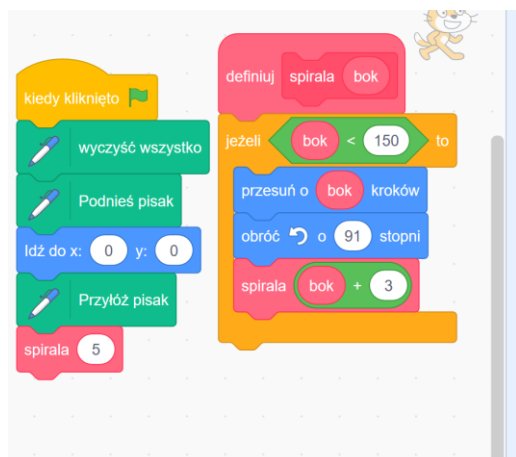 kiedy kliknięto
wyczyść wszystko
Podnieś pisak
Idź do x: 0 y: 0
Przyłóż pisak
spirala 5
definiuj spirala bok
jeżeli bok < 150 to
przesuń o bok kroków
obróć o 91 stopni
spirala bok + 3